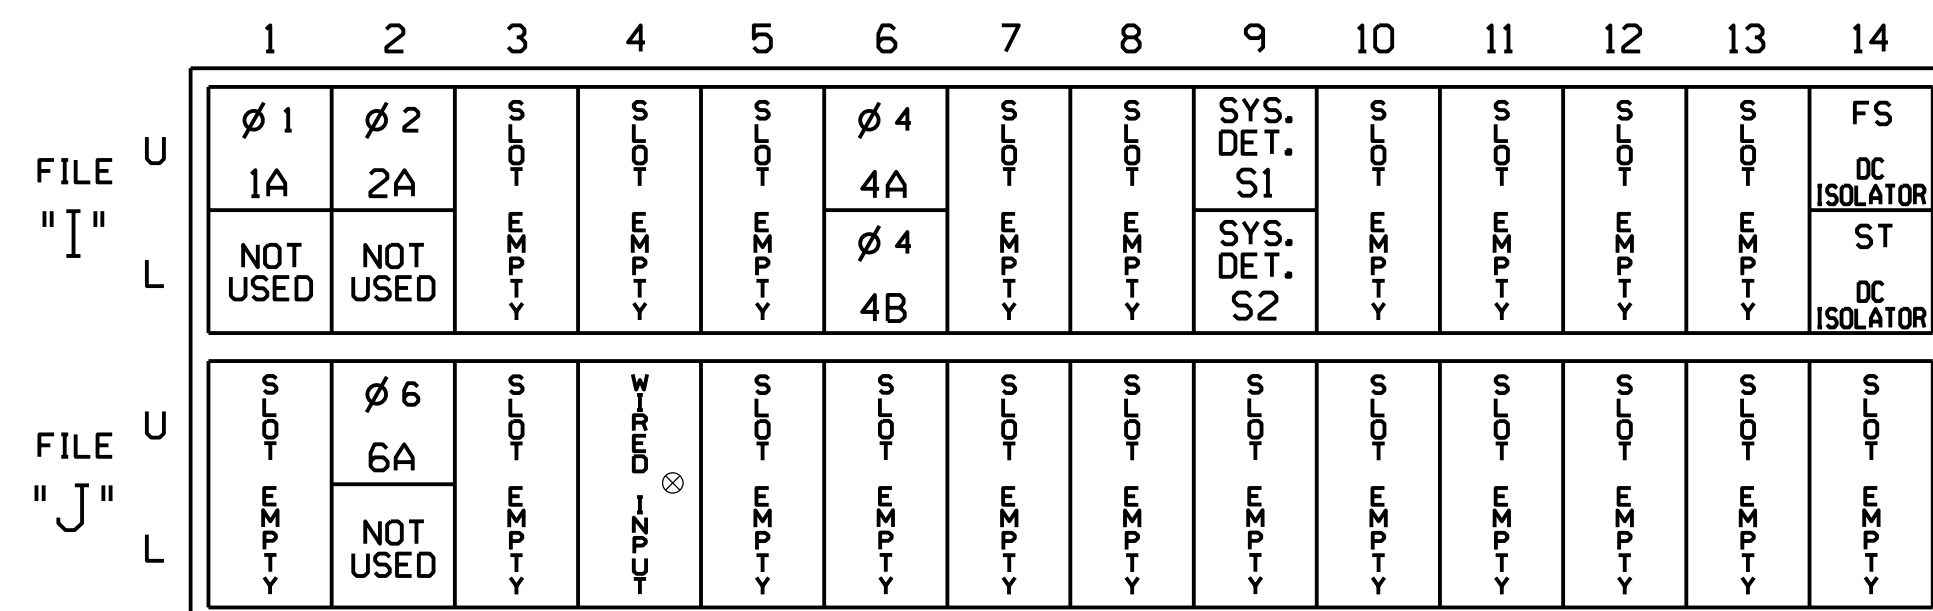 1 2 3 4 5 6 7 8 9 10 11 12 13 14
FILE "I"
U
L
ø 1
1A
NOT USED
ø 2
2A
NOT USED
SLOT EMPTY
SLOT EMPTY
SLOT EMPTY
ø 4
4A
ø 4
4B
SLOT EMPTY
SLOT EMPTY
SYS. DET. S1
SYS. DET. S2
SLOT EMPTY
SLOT EMPTY
SLOT EMPTY
SLOT EMPTY
FS
DC ISOLATOR
ST
DC ISOLATOR
FILE "J"
U
L
SLOT EMPTY
ø 6
6A
NOT USED
SLOT EMPTY
WIRED INPUT
SLOT EMPTY
SLOT EMPTY
SLOT EMPTY
SLOT EMPTY
SLOT EMPTY
SLOT EMPTY
SLOT EMPTY
SLOT EMPTY
SLOT EMPTY
SLOT EMPTY